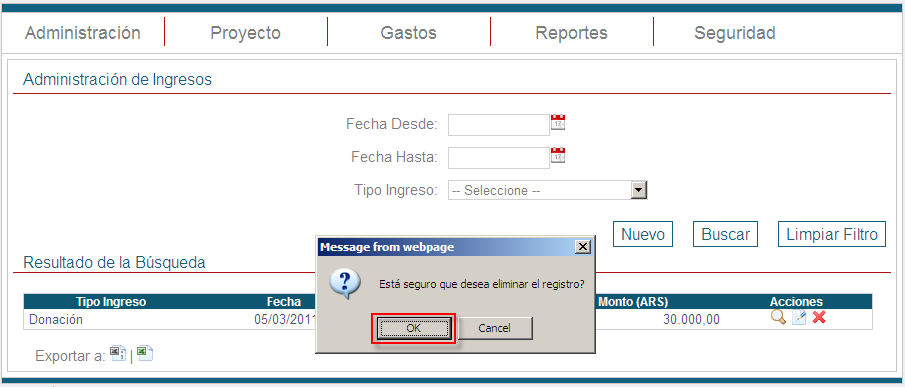 Administración Proyecto Gastos Reportes Seguridad
Administración de Ingresos
Fecha Desde:
Fecha Hasta:
Tipo Ingreso: -- Seleccione --
Nuevo Buscar Limpiar Filtro
Resultado de la Búsqueda
Message from webpage
Está seguro que desea eliminar el registro?
OK Cancel
Tipo Ingreso Fecha Monto (ARS) Acciones
Donación 05/03/2011 30.000,00
Exportar a: |